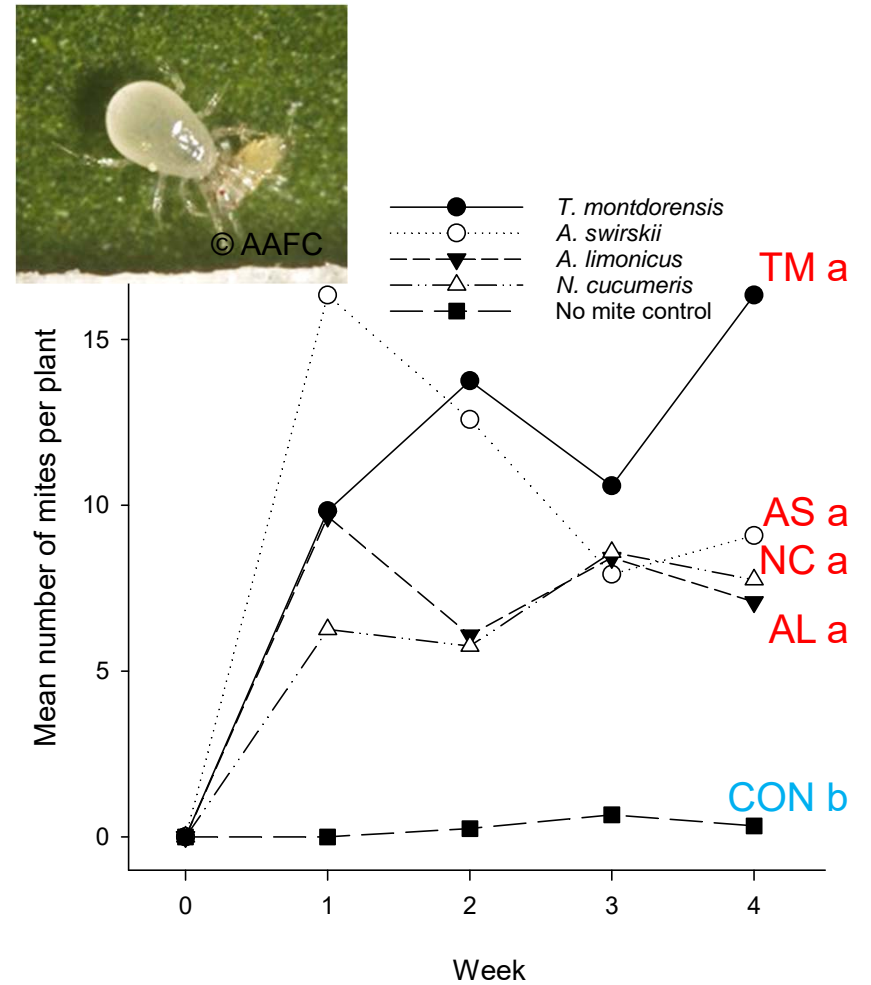 © AAFC
T. montdorensis
A. swirskii
A. limonicus
N. cucumeris
No mite control
TM a
AS a
NC a
AL a
CON b
Mean number of mites per plant
15
10
5
0
0 1 2 3 4
Week